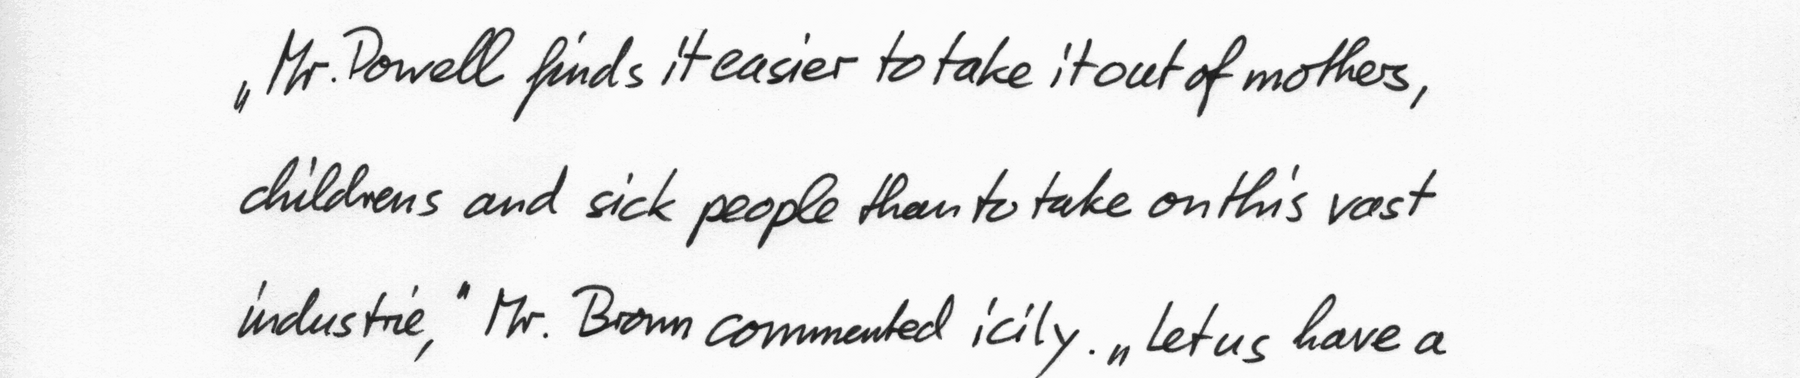 „Mr. Powell finds it easier to take it out of mothers,
childrens and sick people than to take on this vast
industrie,“ Mr. Brown commented icily. „Let us have a